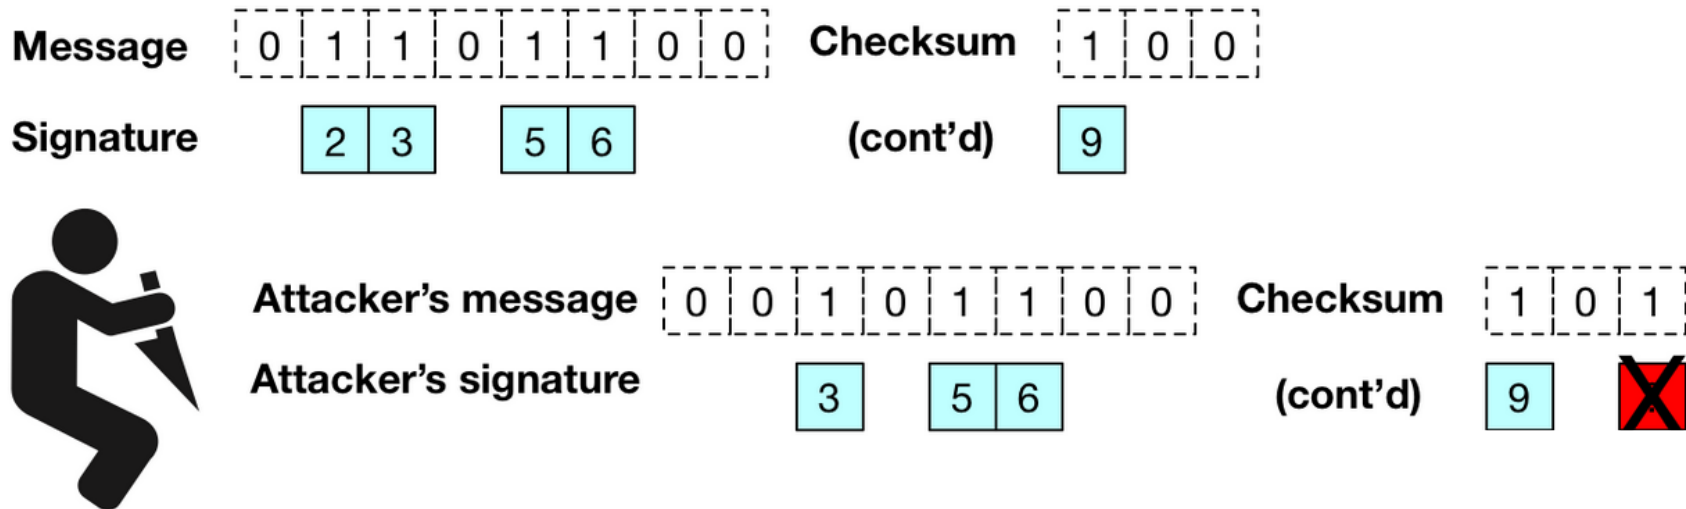 Message 0 1 1 0 1 1 0 0 Checksum 1 0 0
Signature 2 3 5 6 (cont’d) 9
Attacker’s message 0 0 1 0 1 1 0 0 Checksum 1 0 1
Attacker’s signature 3 5 6 (cont’d) 9